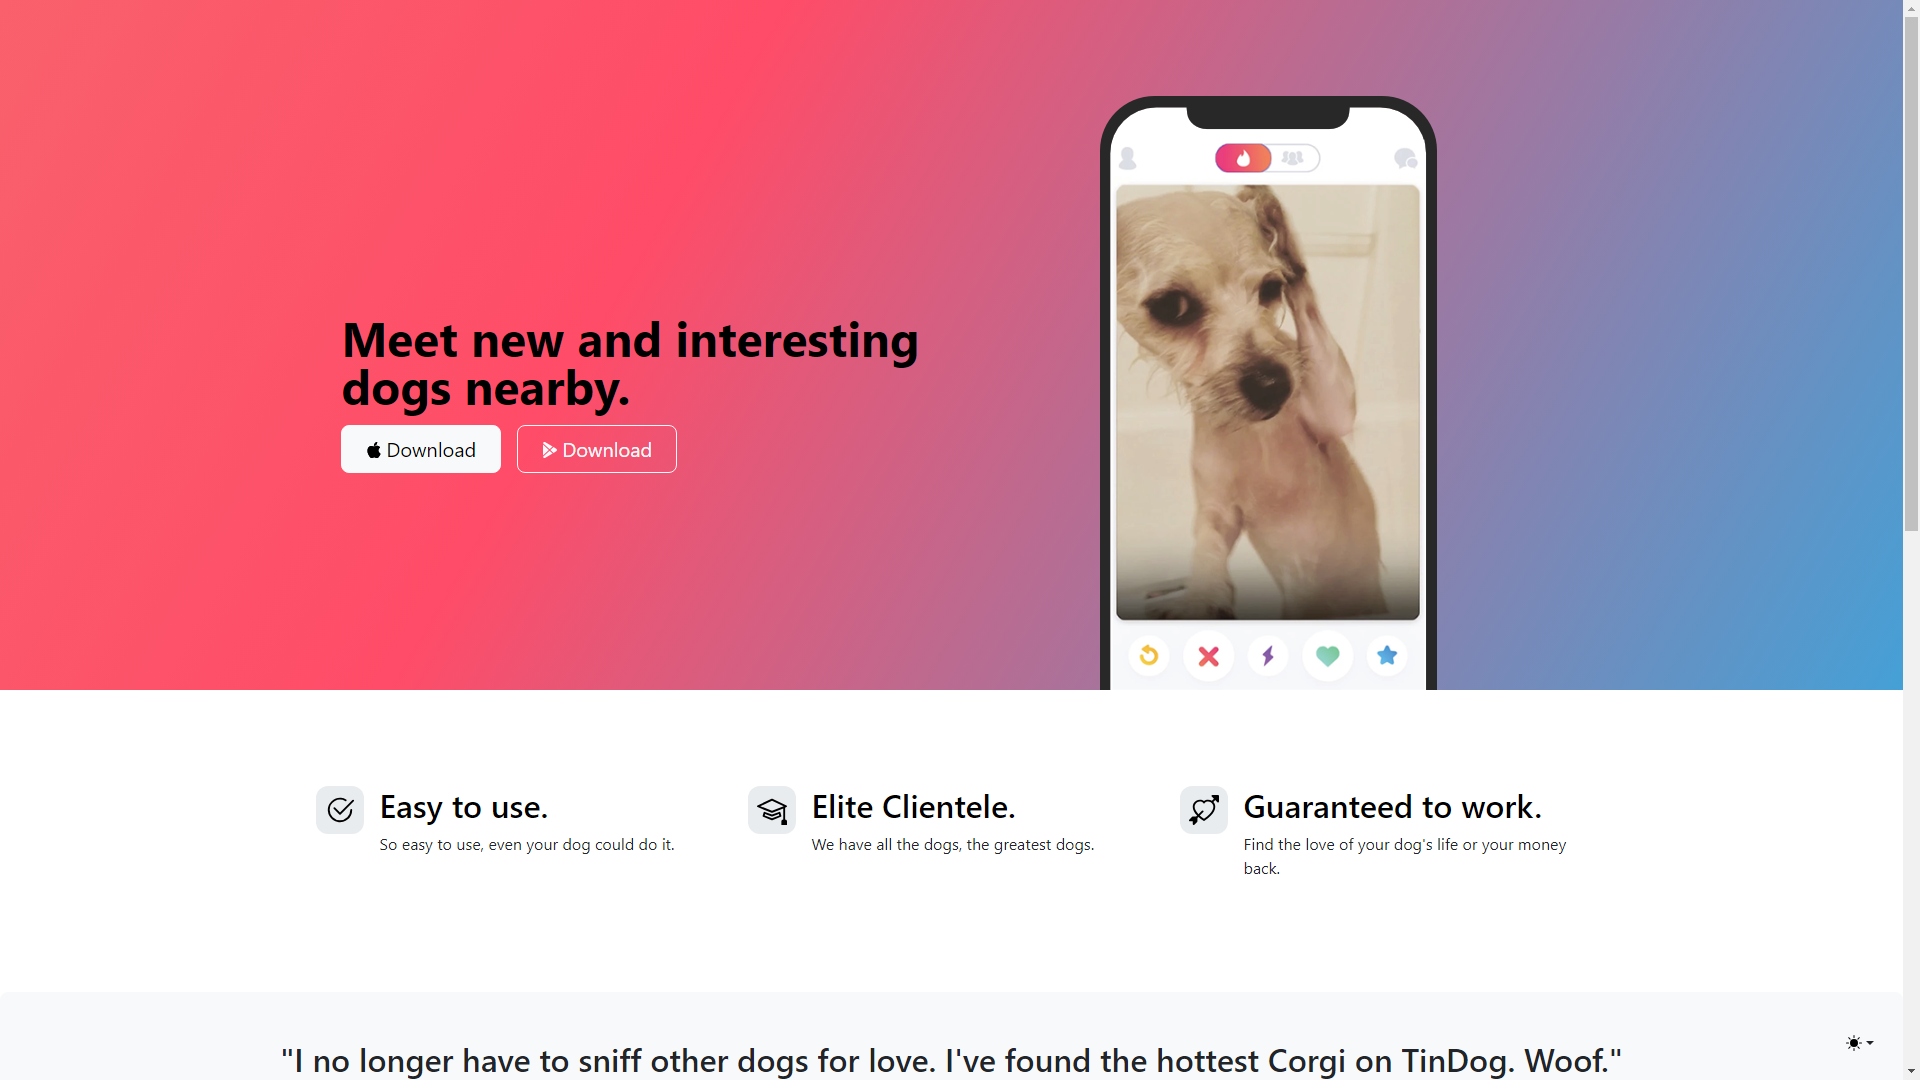 Meet new and interesting
dogs nearby.
Download
Download
Easy to use.
So easy to use, even your dog could do it.
Elite Clientele.
We have all the dogs, the greatest dogs.
Guaranteed to work.
Find the love of your dog's life or your money
back.
"I no longer have to sniff other dogs for love. I've found the hottest Corgi on TinDog. Woof."